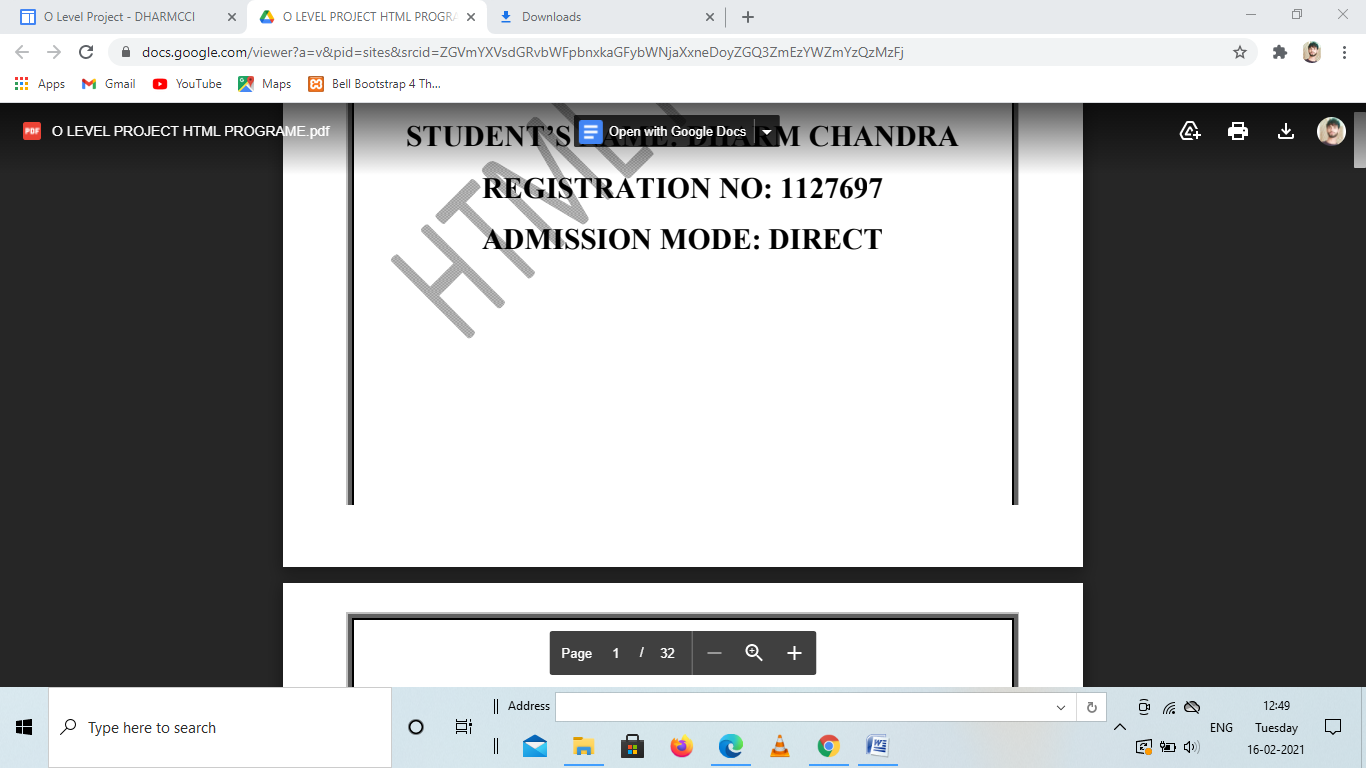 O Level Project - DHARMCCI
O LEVEL PROJECT HTML PROGRA
Downloads
docs.google.com/viewer?a=v&pid=sites&srcid=ZGVmYXVsdGRvbWFpbnxkaGFybWNjaXxneDoyZGQ3ZmEzYWZmYzQzMzFj
Apps
Gmail
YouTube
Maps
Bell Bootstrap 4 Th...
PDF
O LEVEL PROJECT HTML PROGRAME.pdf
Open with Google Docs
STUDENT'S NAME: DHARM CHANDRA
REGISTRATION NO: 1127697
ADMISSION MODE: DIRECT
HTML
Page 1 / 32
Type here to search
Address
ENG
12:49
Tuesday
16-02-2021